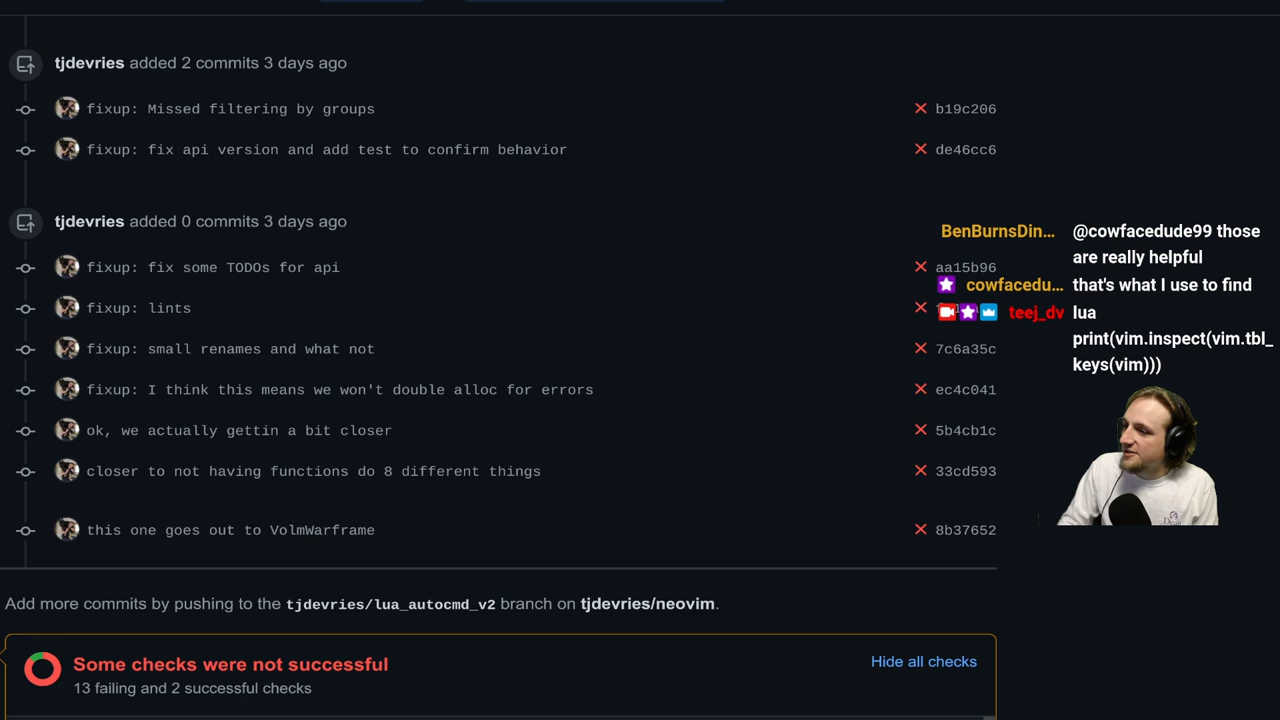 tjdevries added 2 commits 3 days ago
fixup: Missed filtering by groups b19c206
fixup: fix api version and add test to confirm behavior de46cc6
tjdevries added 0 commits 3 days ago
fixup: fix some TODOs for api aa15b96
fixup: lints
fixup: small renames and what not 7c6a35c
fixup: I think this means we won't double alloc for errors ec4c041
ok, we actually gettin a bit closer 5b4cb1c
closer to not having functions do 8 different things 33cd593
this one goes out to VolmWarframe 8b37652
Add more commits by pushing to the tjdevries/lua_autocmd_v2 branch on tjdevries/neovim.
Some checks were not successful
Hide all checks
13 failing and 2 successful checks
BenBurnsDin… @cowfacedude99 those
are really helpful
cowfacedu… that's what I use to find
teej_dv lua
print(vim.inspect(vim.tbl_
keys(vim)))